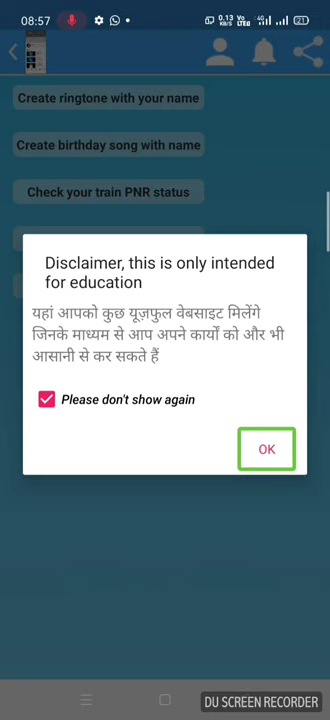 08:57
0.13 KB/S Vo LTE 4G 21
Create ringtone with your name
Create birthday song with name
Check your train PNR status
Disclaimer, this is only intended
for education
यहां आपको कुछ यूज़फुल वेबसाइट मिलेंगे
जिनके माध्यम से आप अपने कार्यों को और भी
आसानी से कर सकते हैं
Please don't show again
OK
DU SCREEN RECORDER